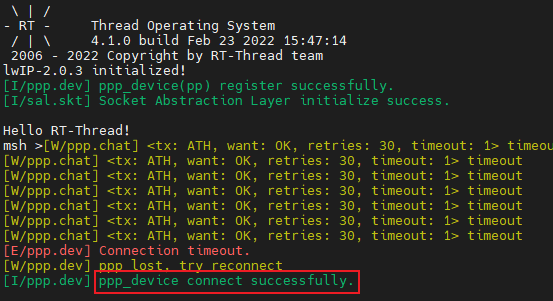 \ | /
- RT -     Thread Operating System
 / | \     4.1.0 build Feb 23 2022 15:47:14
 2006 - 2022 Copyright by RT-Thread team
lwIP-2.0.3 initialized!
[I/ppp.dev] ppp_device(pp) register successfully.
[I/sal.skt] Socket Abstraction Layer initialize success.

Hello RT-Thread!
msh >[W/ppp.chat] <tx: ATH, want: OK, retries: 30, timeout: 1> timeou
[W/ppp.chat] <tx: ATH, want: OK, retries: 30, timeout: 1> timeout
[W/ppp.chat] <tx: ATH, want: OK, retries: 30, timeout: 1> timeout
[W/ppp.chat] <tx: ATH, want: OK, retries: 30, timeout: 1> timeout
[W/ppp.chat] <tx: ATH, want: OK, retries: 30, timeout: 1> timeout
[W/ppp.chat] <tx: ATH, want: OK, retries: 30, timeout: 1> timeout
[W/ppp.chat] <tx: ATH, want: OK, retries: 30, timeout: 1> timeout
[E/ppp.dev] Connection timeout.
[W/ppp.dev] ppp lost, try reconnect
[I/ppp.dev] ppp_device connect successfully.